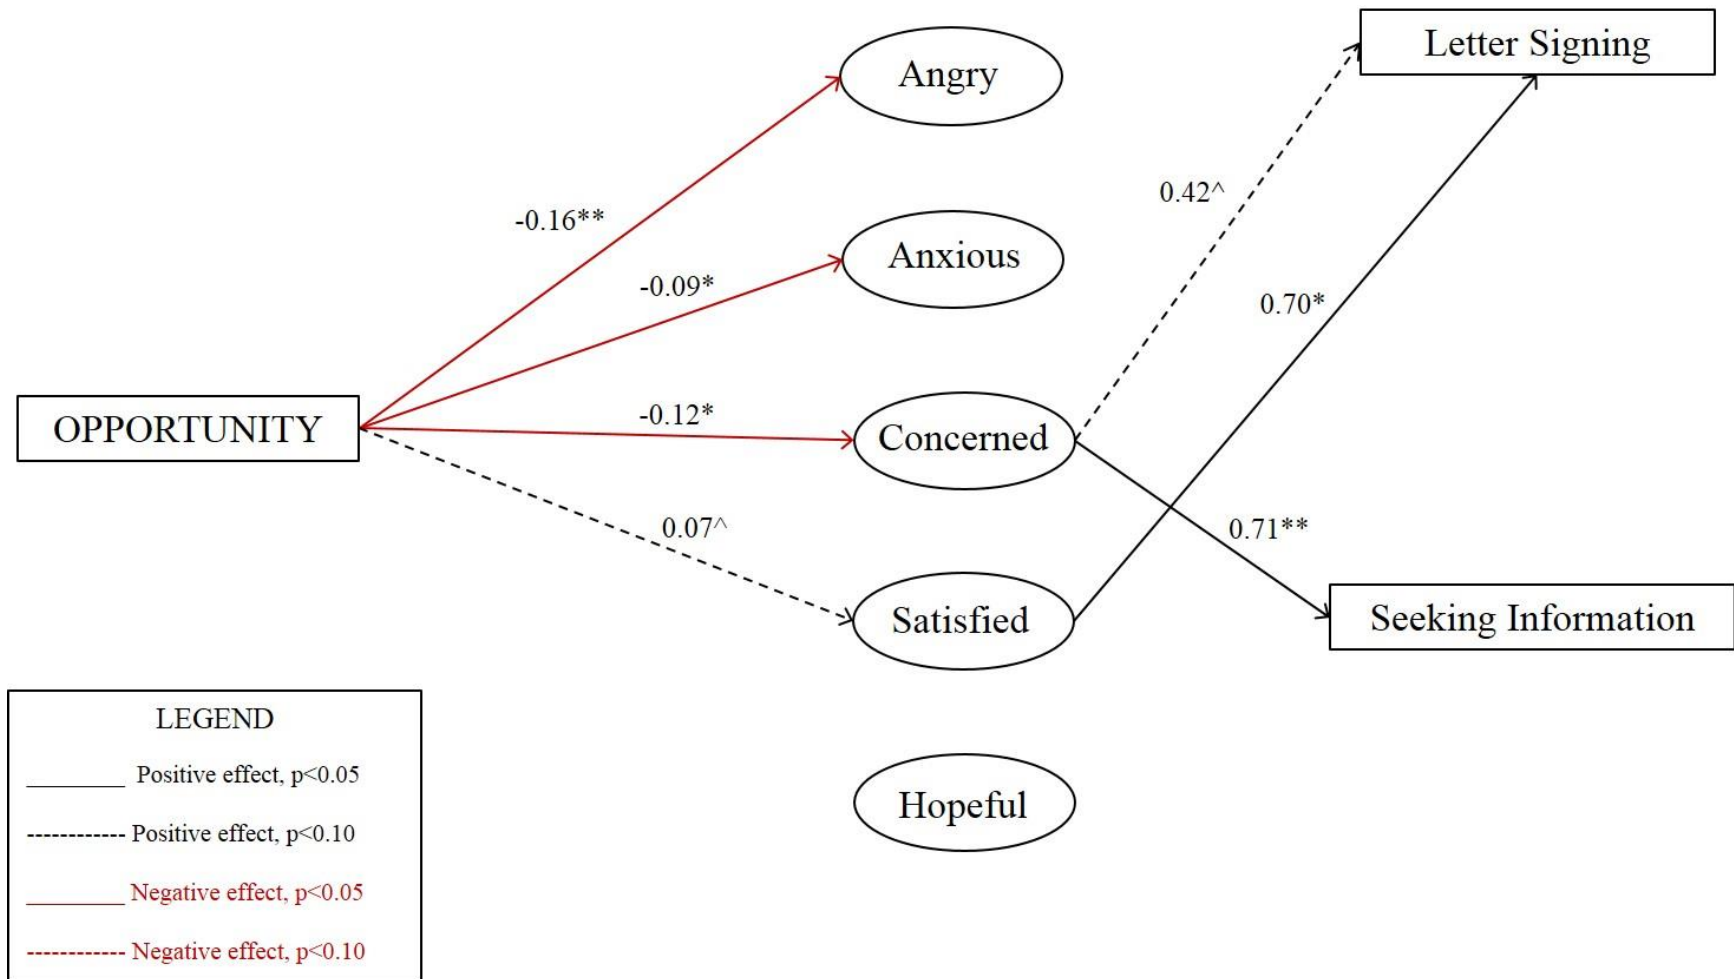 Letter Signing
Angry
0.42^
-0.16**
Anxious
-0.09*
0.70*
OPPORTUNITY
-0.12*
Concerned
0.07^
0.71**
Satisfied
Seeking Information
LEGEND
Positive effect, p<0.05
Positive effect, p<0.10
Negative effect, p<0.05
Negative effect, p<0.10
Hopeful